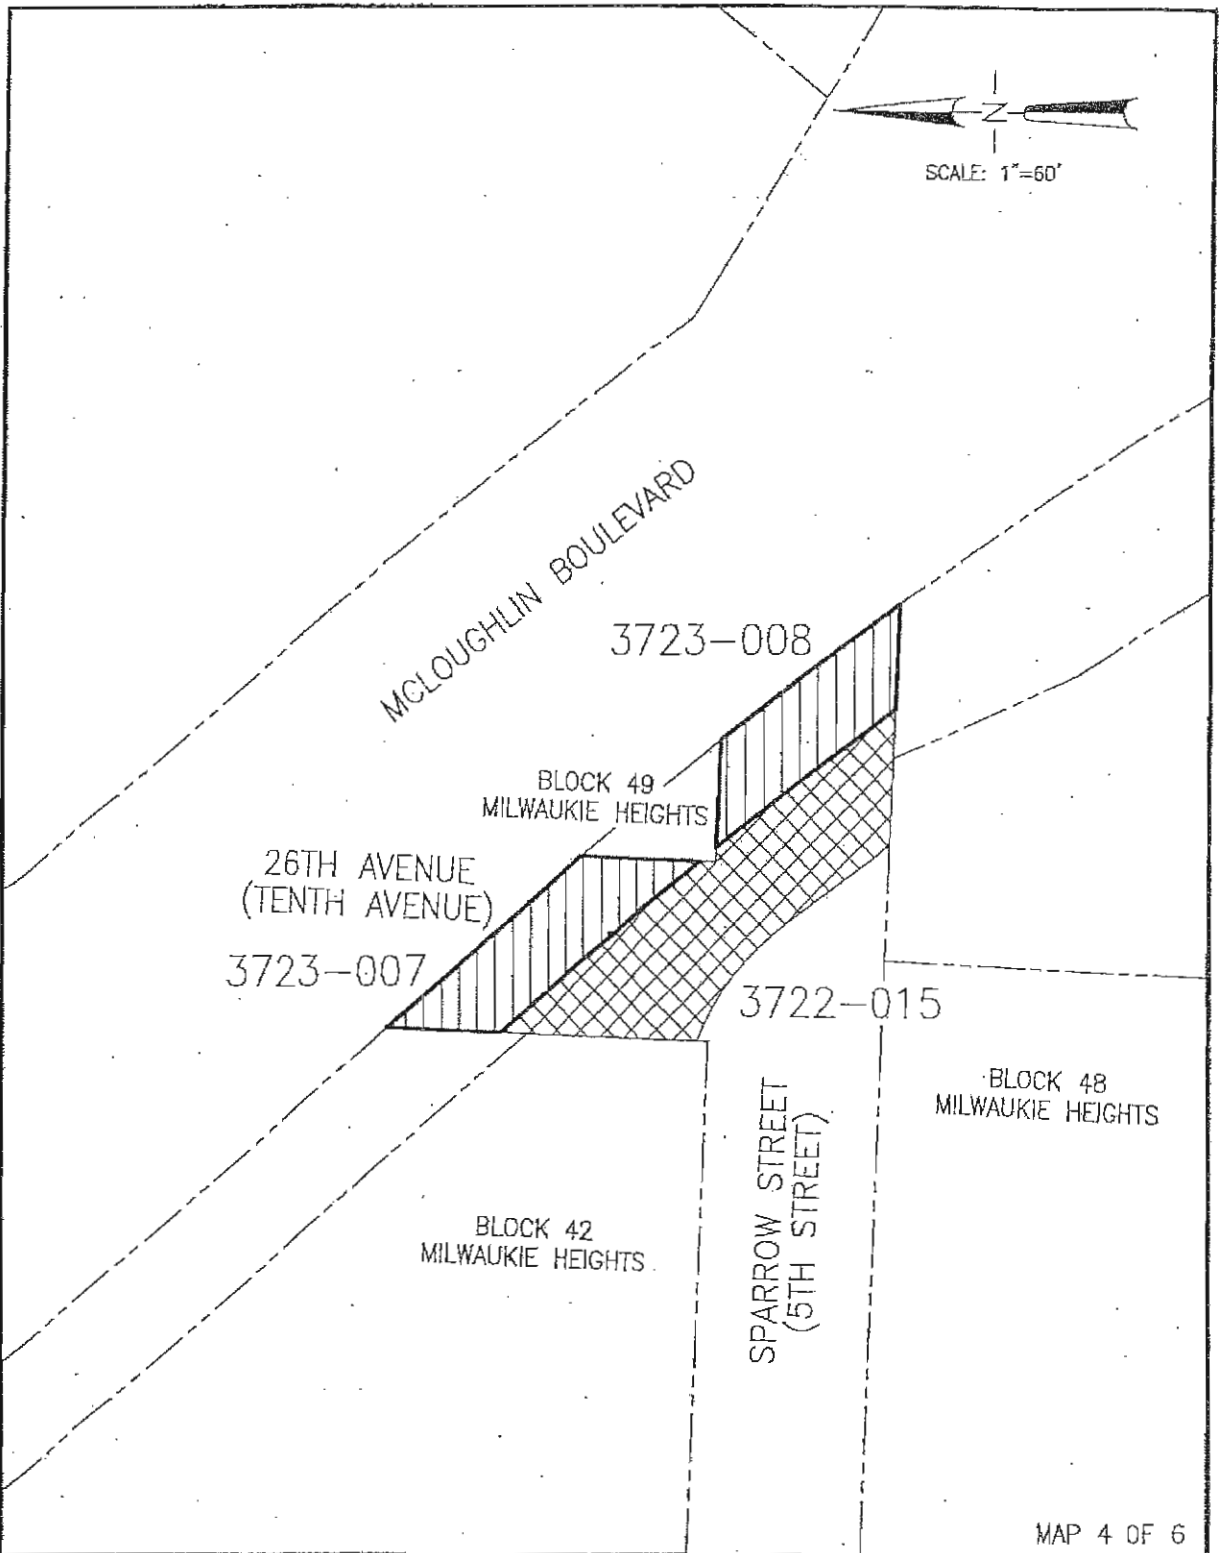 Z
SCALE: 1"=60'
MCLOUGHLIN BOULEVARD
3723-008
BLOCK 49
MILWAUKIE HEIGHTS
26TH AVENUE
(TENTH AVENUE)
3723-007
3722-015
BLOCK 48
MILWAUKIE HEIGHTS
SPARROW STREET
(5TH STREET)
BLOCK 42
MILWAUKIE HEIGHTS
MAP 4 OF 6